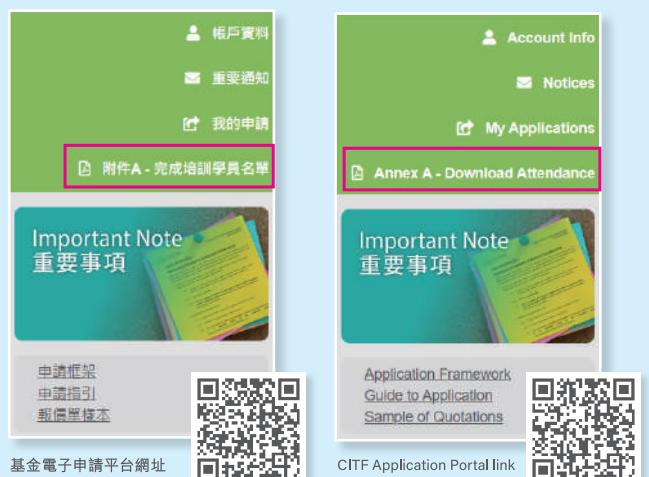 帳戶資料
重要通知
我的申請
附件A - 完成培訓學員名單
Important Note
重要事項
申請框架
申請指引
報價單樣本
基金電子申請平台網址
Account Info
Notices
My Applications
Annex A - Download Attendance
Important Note
重要事項
Application Framework
Guide to Application
Sample of Quotations
CITF Application Portal link